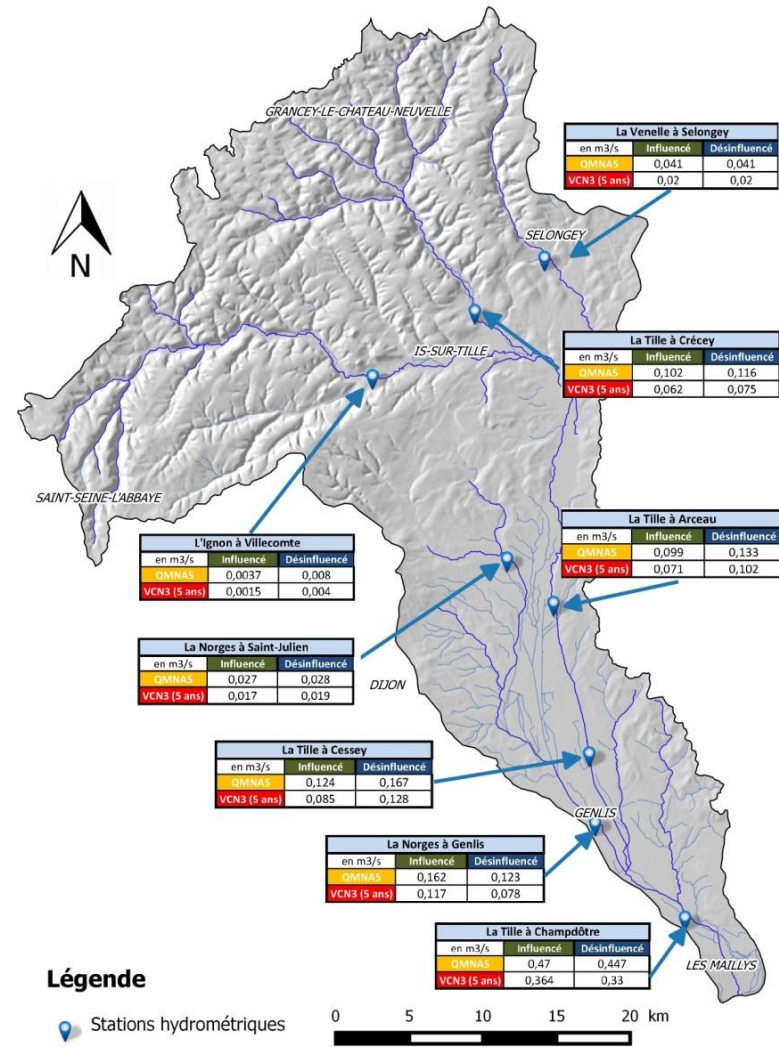 GRANCEY-LE-CHATEAU-NEUVELLE
N
La Venelle à Selongey
en m3/s Influencé Désinfluencé
QMNA5 0,041 0,041
VCN3 (5 ans) 0,02 0,02
SELONGEY
La Tille à Crécey
en m3/s Influencé Désinfluencé
QMNA5 0,102 0,116
VCN3 (5 ans) 0,062 0,075
IS-SUR-TILLE
SAINT-SEINE-L'ABBAYE
La Tille à Arceau
en m3/s Influencé Désinfluencé
QMNA5 0,099 0,133
VCN3 (5 ans) 0,071 0,102
L'Ignon à Villecomte
en m3/s Influencé Désinfluencé
QMNA5 0,0037 0,008
VCN3 (5 ans) 0,0015 0,004
La Norges à Saint-Julien
en m3/s Influencé Désinfluencé
QMNA5 0,027 0,028
VCN3 (5 ans) 0,017 0,019
DIJON
La Tille à Cessey
en m3/s Influencé Désinfluencé
QMNA5 0,124 0,167
VCN3 (5 ans) 0,085 0,128
GENLIS
La Norges à Genlis
en m3/s Influencé Désinfluencé
QMNA5 0,162 0,123
VCN3 (5 ans) 0,117 0,078
La Tille à Champdôtre
en m3/s Influencé Désinfluencé
QMNA5 0,47 0,447
VCN3 (5 ans) 0,364 0,33
LES MAILLYS
Légende
Stations hydrométriques
0 5 10 15 20 km